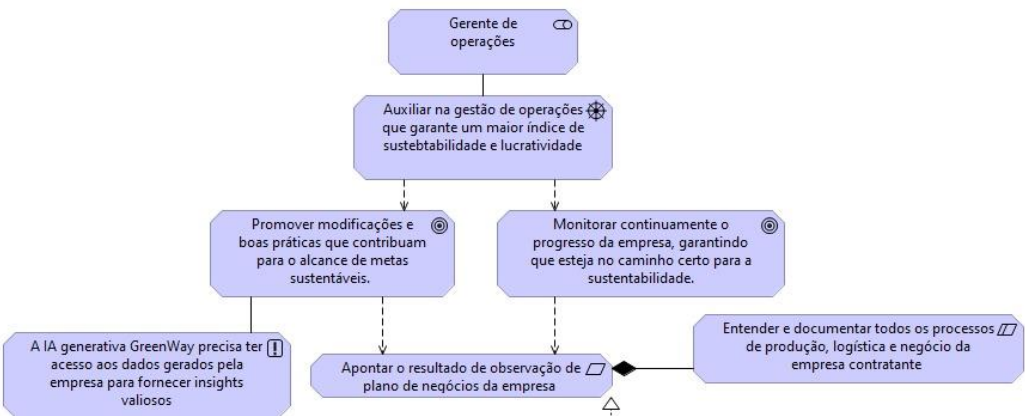 Gerente de
operações
Auxiliar na gestão de operações
que garante um maior índice de
sustebtabilidade e lucratividade
Promover modificações e
boas práticas que contribuam
para o alcance de metas
sustentáveis.
Monitorar continuamente o
progresso da empresa, garantindo
que esteja no caminho certo para a
sustentabilidade.
A IA generativa GreenWay precisa ter
acesso aos dados gerados pela
empresa para fornecer insights
valiosos
Apontar o resultado de observação de
plano de negócios da empresa
Entender e documentar todos os processos
de produção, logística e negócio da
empresa contratante